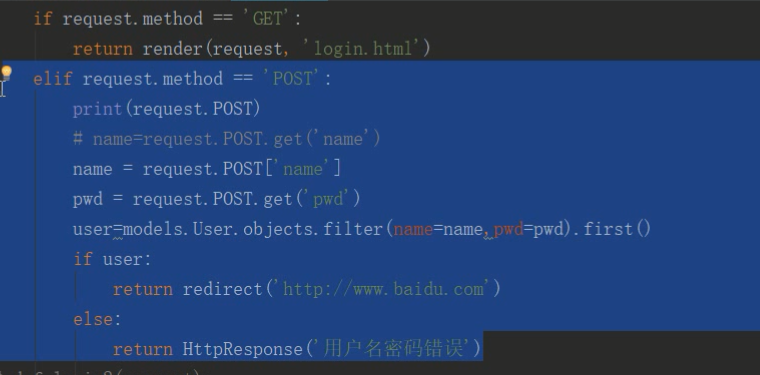 if request.method == 'GET':
return render(request, 'login.html')
elif request.method == 'POST':
print(request.POST)
# name=request.POST.get('name')
name = request.POST['name']
pwd = request.POST.get('pwd')
user=models.User.objects.filter(name=name,pwd=pwd).first()
if user:
return redirect('http://www.baidu.com')
else:
return HttpResponse('用户名密码错误')